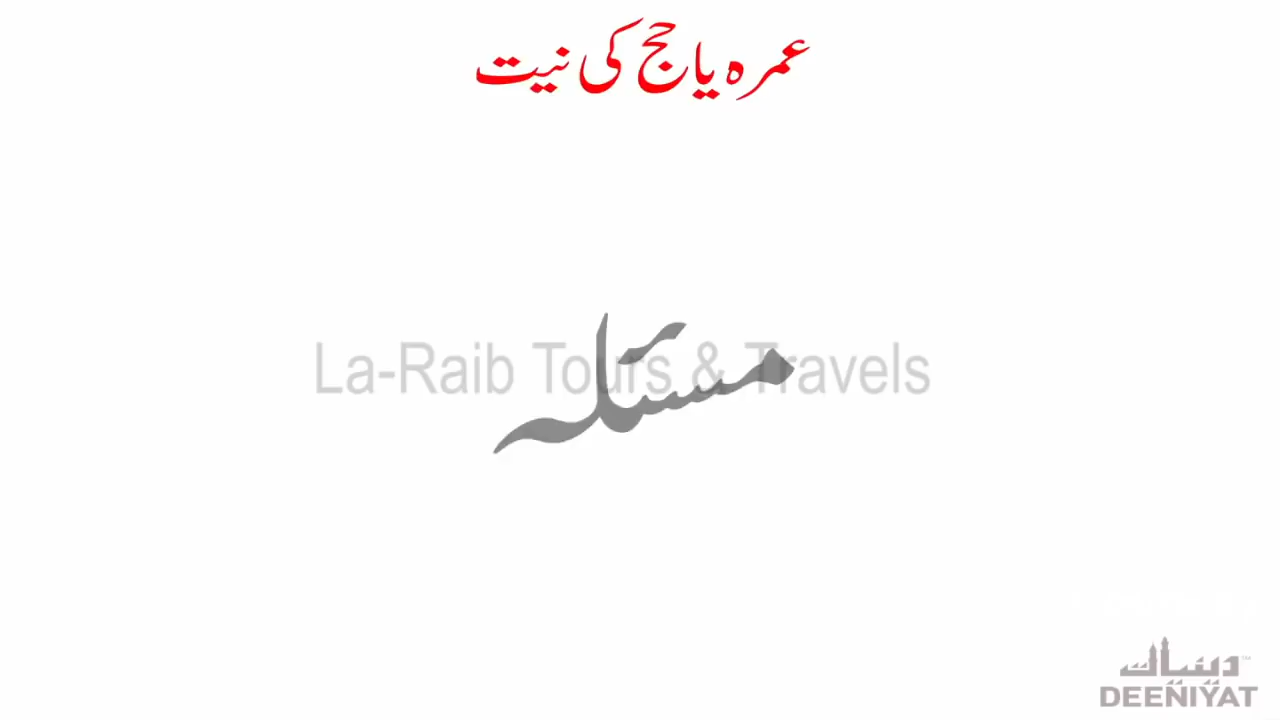 عمرہ یا حج کی نیت
مسئلہ
La-Raib Tours & Travels
دینیات
DEENIYAT